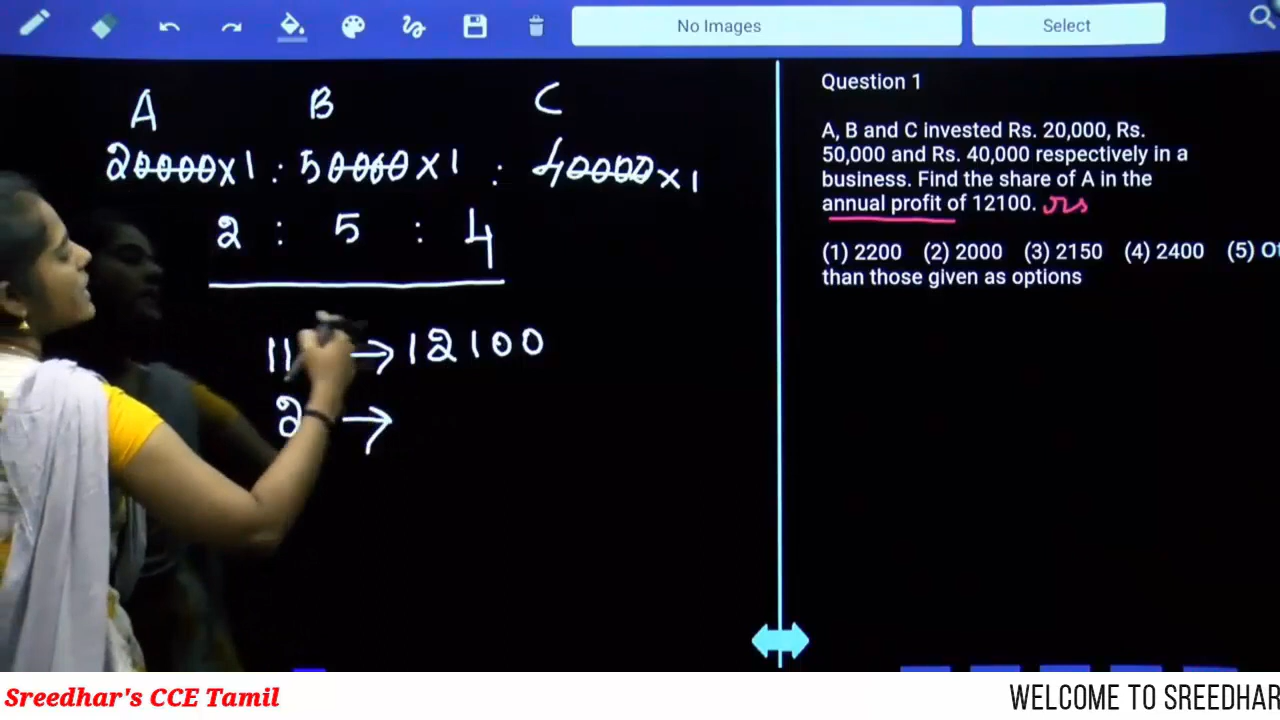 No Images
Select
A B C
20000x1 : 50000x1 : 40000x1
2 : 5 : 4
11 → 12100
2 →
Question 1
A, B and C invested Rs. 20,000, Rs.
50,000 and Rs. 40,000 respectively in a
business. Find the share of A in the
annual profit of 12100. Rs
(1) 2200 (2) 2000 (3) 2150 (4) 2400 (5)
than those given as options
Sreedhar's CCE Tamil
WELCOME TO SREEDHAR